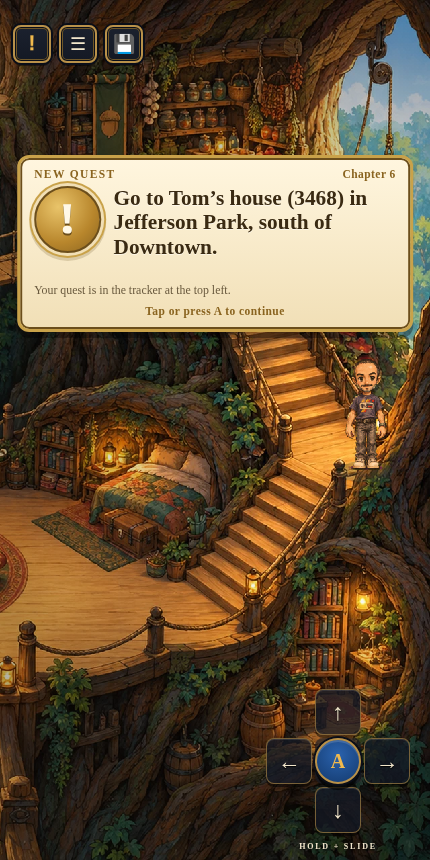 !
☰
NEW QUEST
Chapter 6
!
Go to Tom’s house (3468) in
Jefferson Park, south of
Downtown.
Your quest is in the tracker at the top left.
Tap or press A to continue
↑
← A →
↓
HOLD + SLIDE